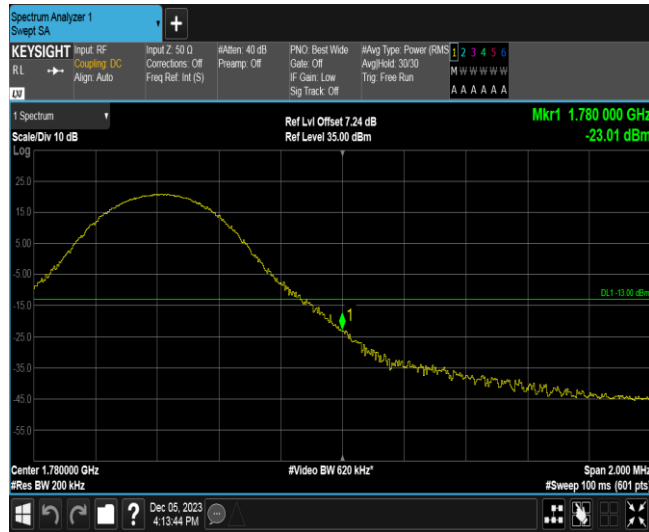 Spectrum Analyzer 1
Swept SA
+
KEYSIGHT Input: RF Input Z: 50 Ω #Atten: 40 dB PNO: Best Wide #Avg Type: Power (RMS 1 2 3 4 5 6
RL Coupling: DC Corrections: Off Preamp: Off Gate: Off Avg|Hold: 30/30 M W W W W W
Align: Auto Freq Ref: Int (S) IF Gain: Low Trig: Free Run
LXI Sig Track: Off A A A A A A
1 Spectrum Ref Lvl Offset 7.24 dB Mkr1 1.780 000 GHz
Scale/Div 10 dB Ref Level 35.00 dBm -23.01 dBm
Log
25.0
15.0
5.00
-5.00
DL1 -13.00 dBm
-15.0
1
-25.0
-35.0
-45.0
-55.0
Center 1.780000 GHz #Video BW 620 kHz* Span 2.000 MHz
#Res BW 200 kHz #Sweep 100 ms (601 pts)
? Dec 05, 2023
4:13:44 PM